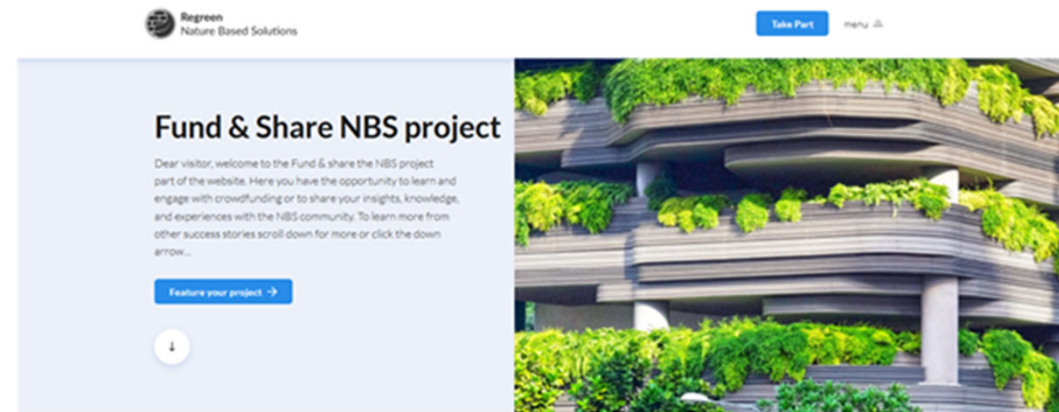 Regreen
Nature Based Solutions
Take Part
menu
Fund & Share NBS project
Dear visitor, welcome to the Fund & share the NBS project
part of the website. Here you have the opportunity to learn and
engage with crowdfunding or to share your insights, knowledge,
and experiences with the NBS community. To learn more from
other success stories scroll down for more or click the down
arrow...
Feature your project →
↓